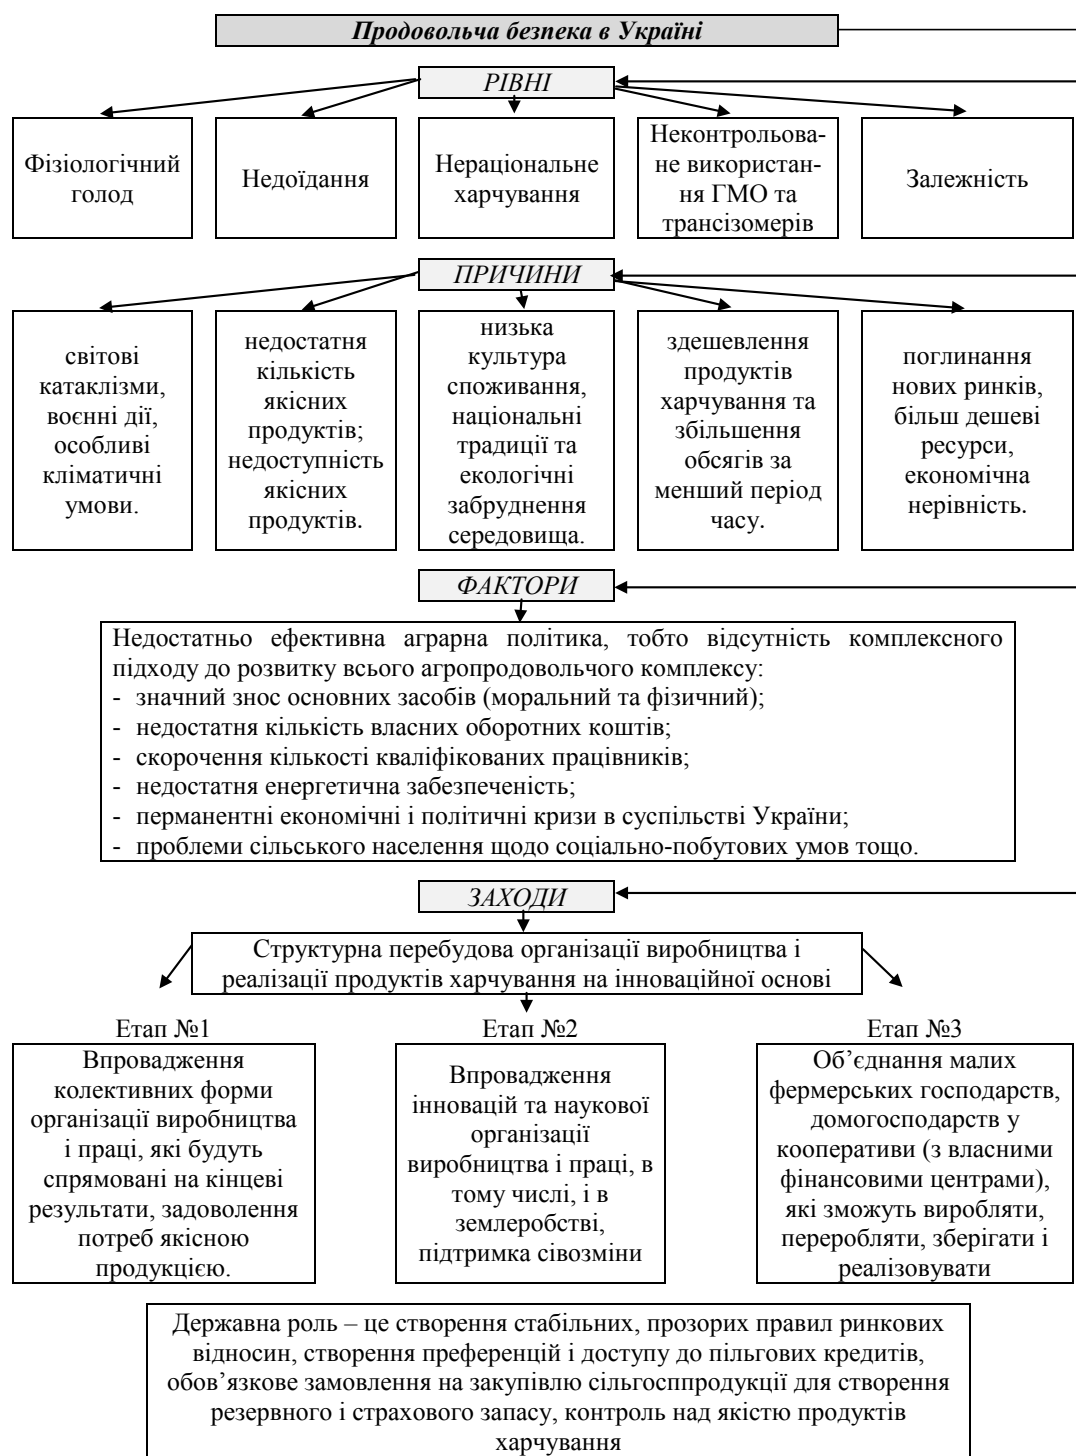 Продовольча безпека в Україні
РІВНІ
Фізіологічний
голод
Недоїдання
Нераціональне
харчування
Неконтрольова-
не використан-
ня ГМО та
трансізомерів
Залежність
ПРИЧИНИ
світові
катаклізми,
воєнні дії,
особливі
кліматичні
умови.
недостатня
кількість
якісних
продуктів;
недоступність
якісних
продуктів.
низька
культура
споживання,
національні
традиції та
екологічні
забруднення
середовища.
здешевлення
продуктів
харчування та
збільшення
обсягів за
менший період
часу.
поглинання
нових ринків,
більш дешеві
ресурси,
економічна
нерівність.
ФАКТОРИ
Недостатньо ефективна аграрна політика, тобто відсутність комплексного
підходу до розвитку всього агропродовольчого комплексу:
- значний знос основних засобів (моральний та фізичний);
- недостатня кількість власних оборотних коштів;
- скорочення кількості кваліфікованих працівників;
- недостатня енергетична забезпеченість;
- перманентні економічні і політичні кризи в суспільстві України;
- проблеми сільського населення щодо соціально-побутових умов тощо.
ЗАХОДИ
Структурна перебудова організації виробництва і
реалізації продуктів харчування на інноваційної основі
Етап №1
Впровадження
колективних форми
організації виробництва
і праці, які будуть
спрямовані на кінцеві
результати, задоволення
потреб якісною
продукцією.
Етап №2
Впровадження
інновацій та наукової
організації
виробництва і праці, в
тому числі, і в
землеробстві,
підтримка сівозміни
Етап №3
Об’єднання малих
фермерських господарств,
домогосподарств у
кооперативи (з власними
фінансовими центрами),
які зможуть виробляти,
переробляти, зберігати і
реалізовувати
Державна роль – це створення стабільних, прозорих правил ринкових
відносин, створення преференцій і доступу до пільгових кредитів,
обов’язкове замовлення на закупівлю сільгосппродукції для створення
резервного і страхового запасу, контроль над якістю продуктів
харчування